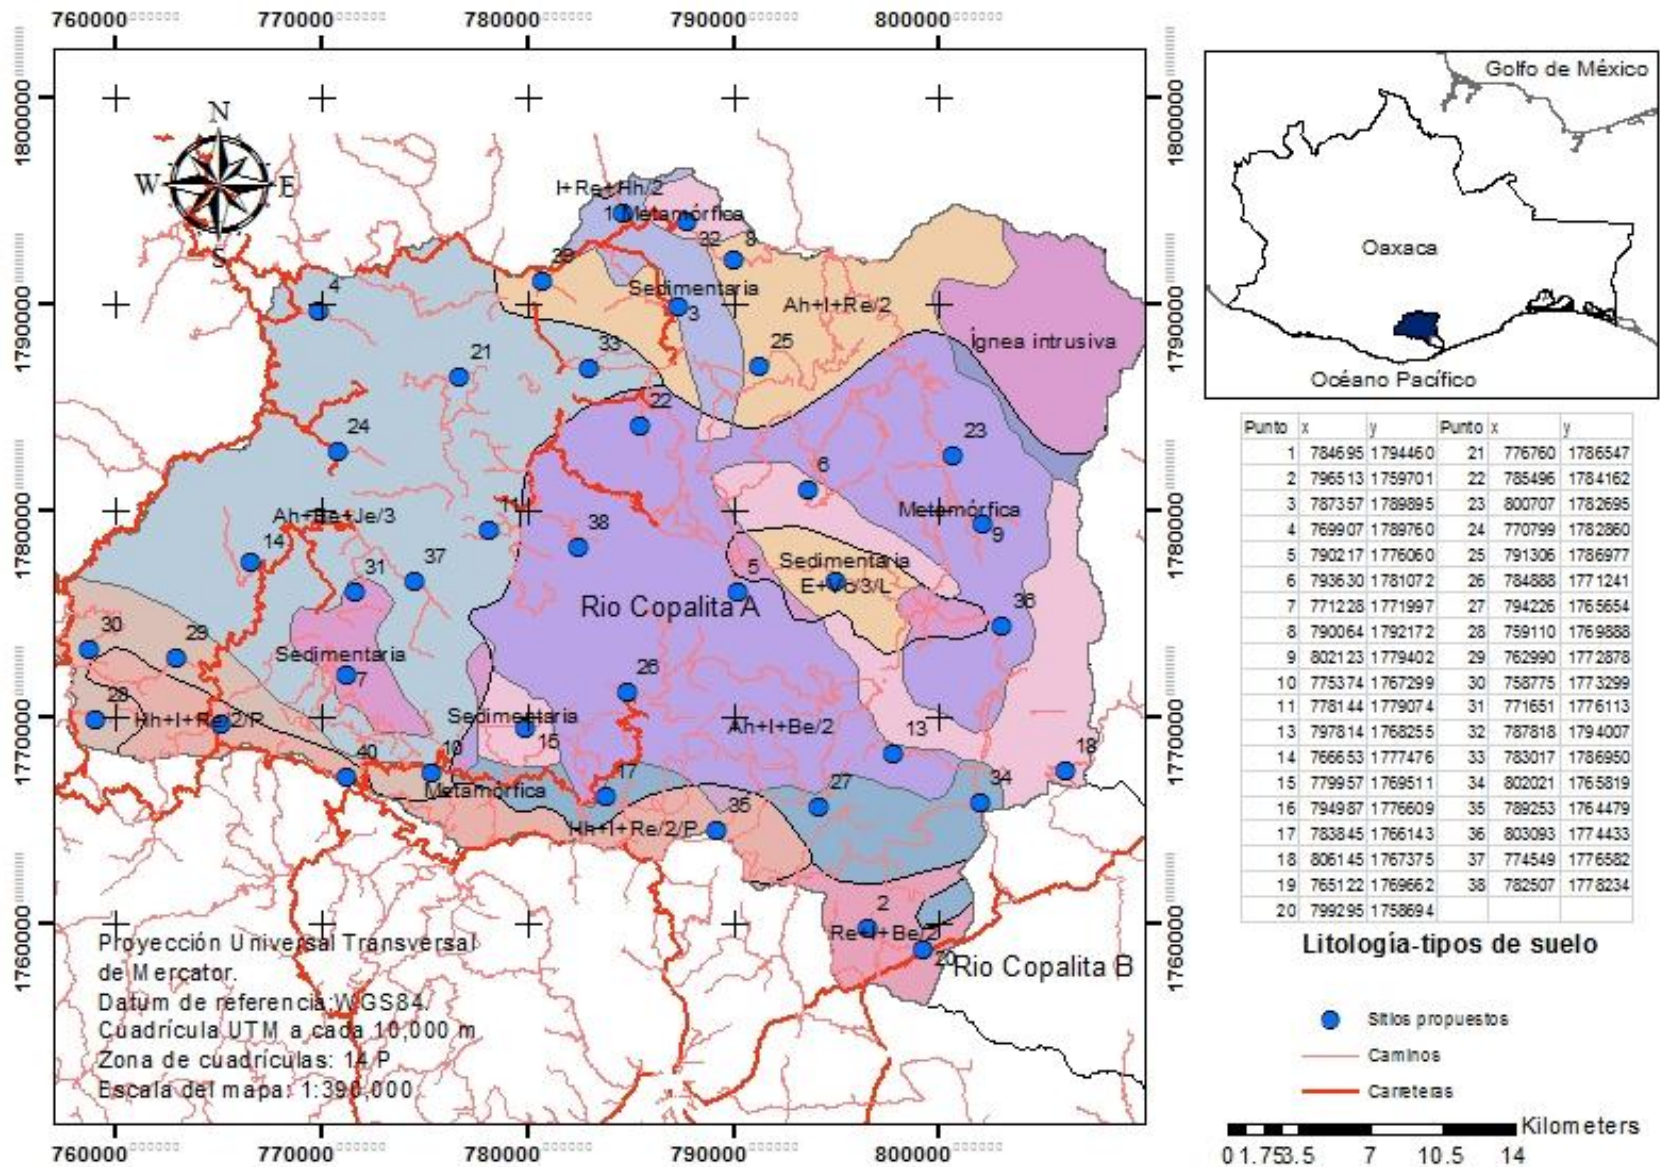 760000 770000 780000 790000 800000
1800000
1790000
1780000
1770000
1760000
1800000
1790000
1780000
1770000
1760000
N
W E
S
I+Re+Hh/2
1 Metamórfica
32 8
39
4
Sedimentaria
3
Ah+I+Re/2
Ígnea intrusiva
21
33
25
22
24
23
6
11
Ah+Be+Je/3
38
Metamórfica
9
14
37
31
5
Sedimentaria
E+Vc/3/L
Rio Copalita A
36
30
29
Sedimentaria
7
26
28
Hh+I+Re/2/P
Sedimentaria
15
Ah+I+Be/2
13
40
10
17
18
Metamórfica
27
34
35
Hh+I+Re/2/P
2
Re+I+Be/2
20
Rio Copalita B
Proyección Universal Transversal
de Mercator.
Datum de referencia:WGS84.
Cuadrícula UTM a cada 10,000 m
Zona de cuadrículas: 14 P
Escala del mapa: 1:390,000
760000 770000 780000 790000 800000
Golfo de México
Oaxaca
Océano Pacífico
Punto x y Punto x y
1 784695 1794460 21 776760 1786547
2 796513 1759701 22 785496 1784162
3 787357 1789895 23 800707 1782695
4 769907 1789760 24 770799 1782860
5 790217 1776060 25 791306 1786977
6 793630 1781072 26 784888 1771241
7 771228 1771997 27 794226 1765654
8 790064 1792172 28 759110 1769888
9 802123 1779402 29 762990 1772878
10 775374 1767299 30 758775 1773299
11 778144 1779074 31 771651 1776113
13 797814 1768255 32 787818 1794007
14 766653 1777476 33 783017 1786950
15 779957 1769511 34 802021 1765819
16 794987 1776609 35 789253 1764479
17 783845 1766143 36 803093 1774433
18 806145 1767375 37 774549 1776582
19 765122 1769662 38 782507 1778234
20 799295 1758694
Litología-tipos de suelo
Sitios propuestos
Caminos
Carreteras
Kilometers
0 1.75 3.5 7 10.5 14